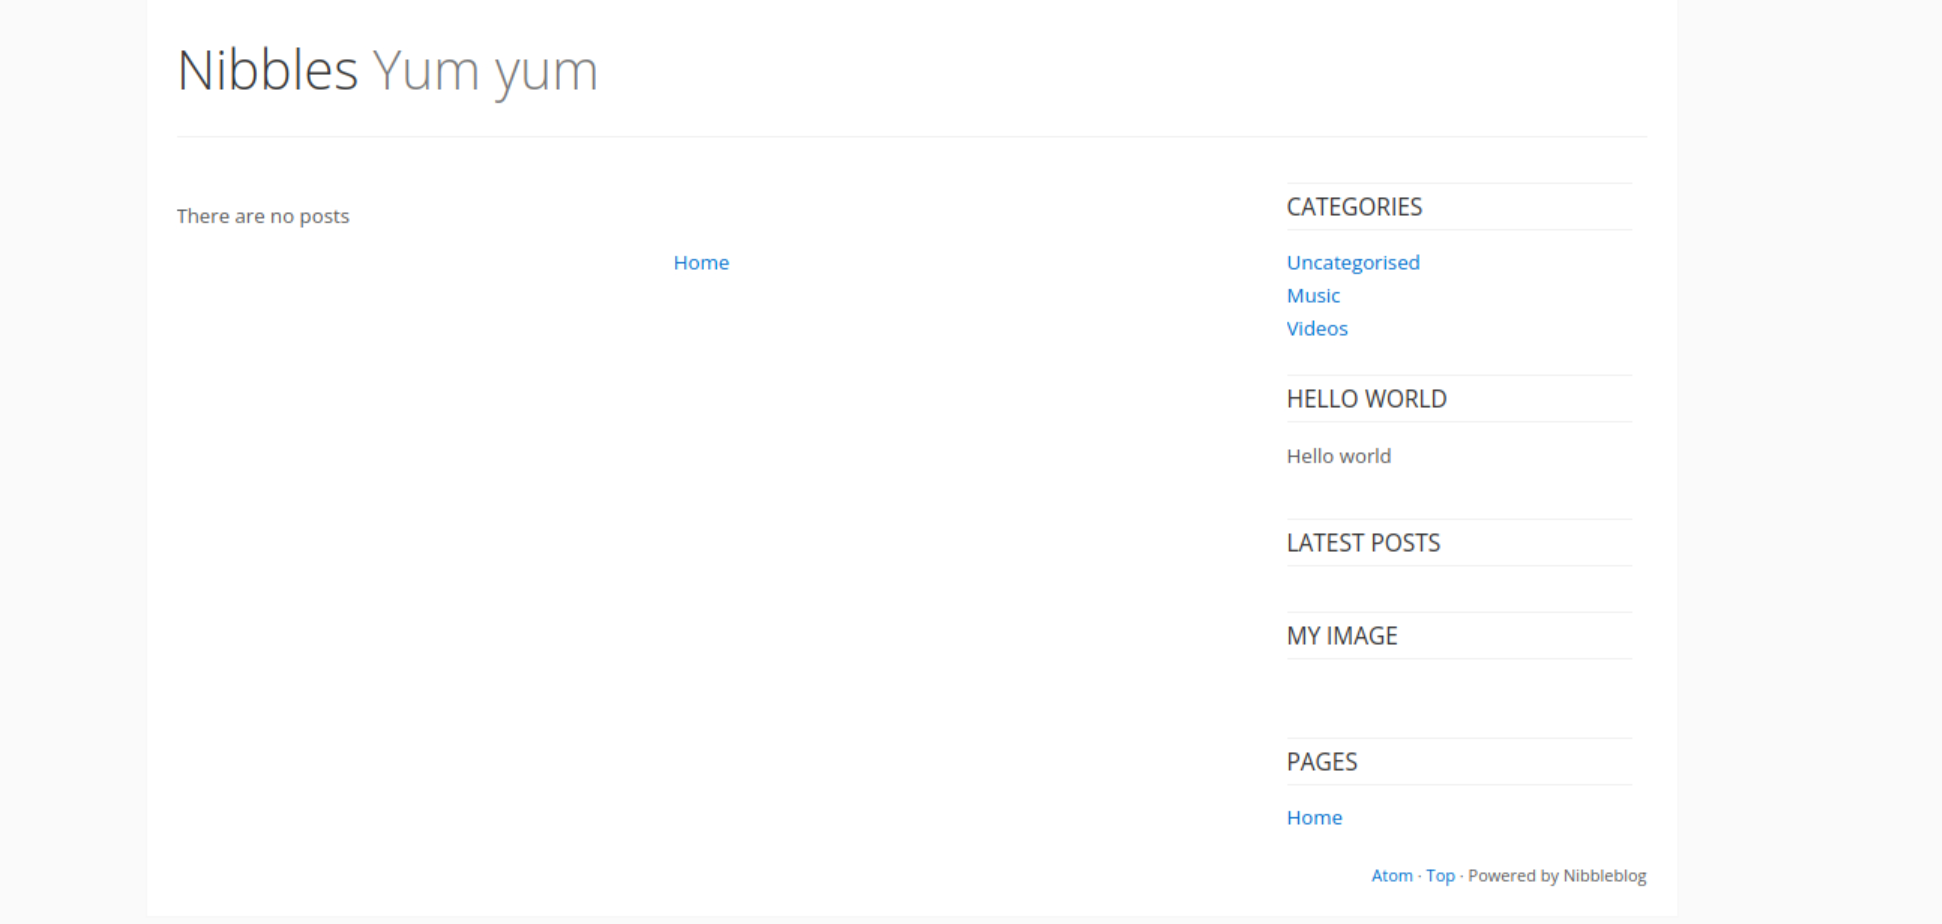 Nibbles Yum yum
There are no posts
Home
CATEGORIES
Uncategorised
Music
Videos
HELLO WORLD
Hello world
LATEST POSTS
MY IMAGE
PAGES
Home
Atom · Top · Powered by Nibbleblog